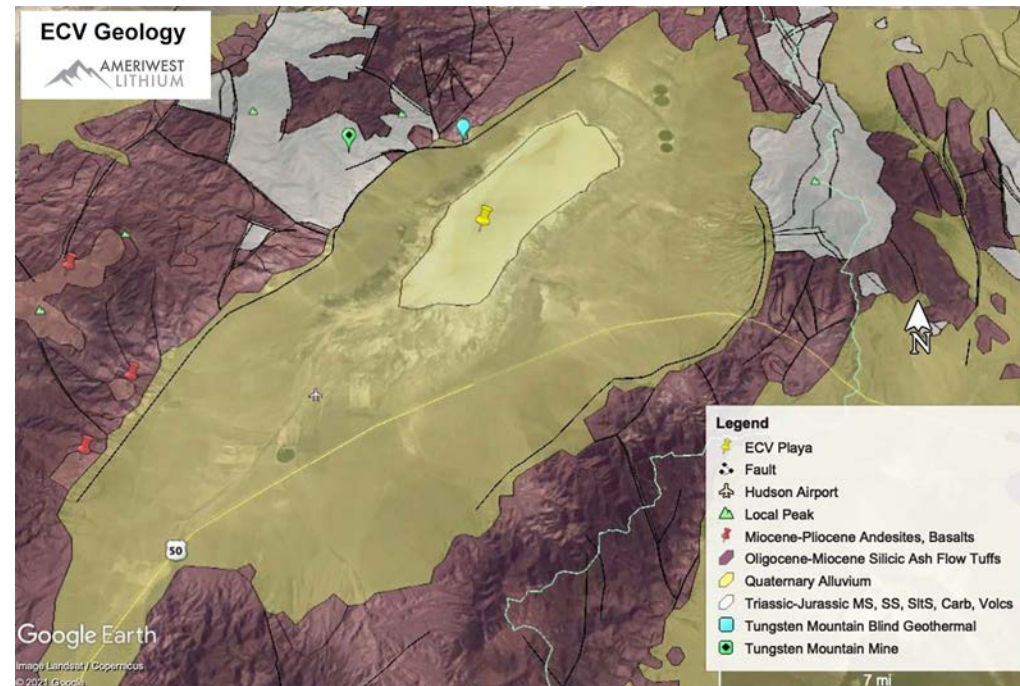 ECV Geology
AMERIWEST
LITHIUM
50
N
Legend
ECV Playa
Fault
Hudson Airport
Local Peak
Miocene-Pliocene Andesites, Basalts
Oligocene-Miocene Silicic Ash Flow Tuffs
Quaternary Alluvium
Triassic-Jurassic MS, SS, SltS, Carb, Volcs
Tungsten Mountain Blind Geothermal
Tungsten Mountain Mine
Google Earth
Image Landsat / Copernicus
© 2021 Google
7 mi